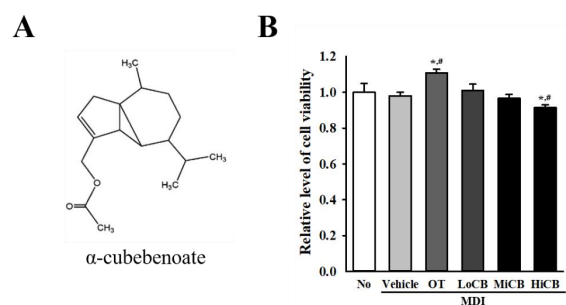 A
H₃C
CH₃
H₃C
O
O
CH₃
α-cubebenoate
B
Relative level of cell viability
1.2
1.0
0.8
0.6
0.4
0.2
0.0
*,#
*,#
No Vehicle OT LoCB MiCB HiCB
MDI